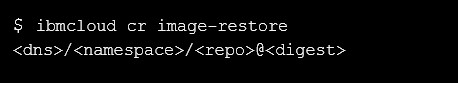 $ ibmcloud cr image-restore
<dns>/<namespace>/<repo>@<digest>